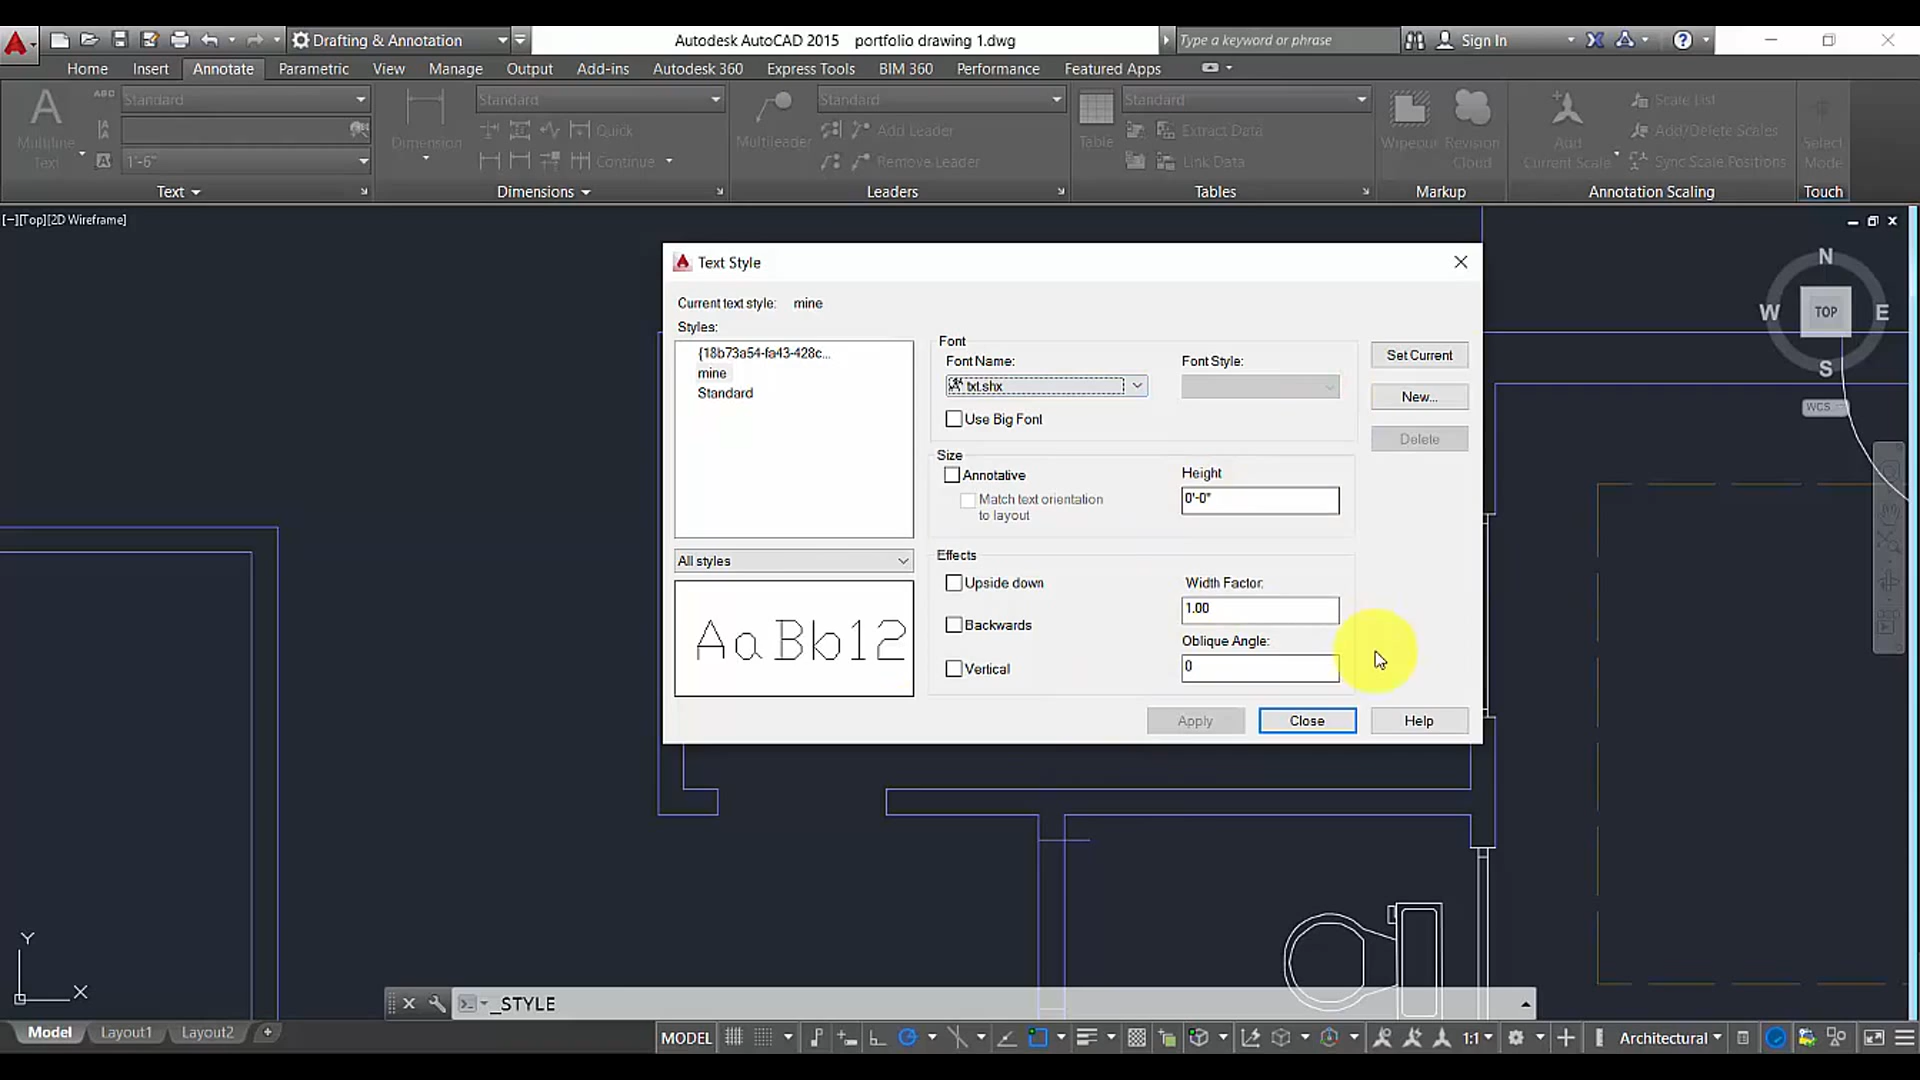 Drafting & Annotation
Autodesk AutoCAD 2015 portfolio drawing 1.dwg
Type a keyword or phrase
Sign In
Home Insert Annotate Parametric View Manage Output Add-ins Autodesk 360 Express Tools BIM 360 Performance Featured Apps
Multiline Text
ABC
Standard
1'-6"
Text
Dimension
Standard
Quick
Continue
Dimensions
Multileader
Standard
Add Leader
Remove Leader
Leaders
Table
Standard
Extract Data
Link Data
Tables
Wipeout
Revision Cloud
Markup
Add Current Scale
Scale List
Add/Delete Scales
Sync Scale Positions
Annotation Scaling
Select Mode
Touch
[−][Top][2D Wireframe]
N
W TOP E
S
WCS
Text Style
Current text style: mine
Styles:
{18b73a54-fa43-428c...
mine
Standard
All styles
AaBb12
Font
Font Name:
txt.shx
Font Style:
Use Big Font
Size
Annotative
Match text orientation
to layout
Height
0'-0"
Effects
Upside down
Backwards
Vertical
Width Factor:
1.00
Oblique Angle:
0
Set Current
New...
Delete
Apply Close Help
Y
X
_STYLE
Model Layout1 Layout2 +
MODEL
1:1
Architectural